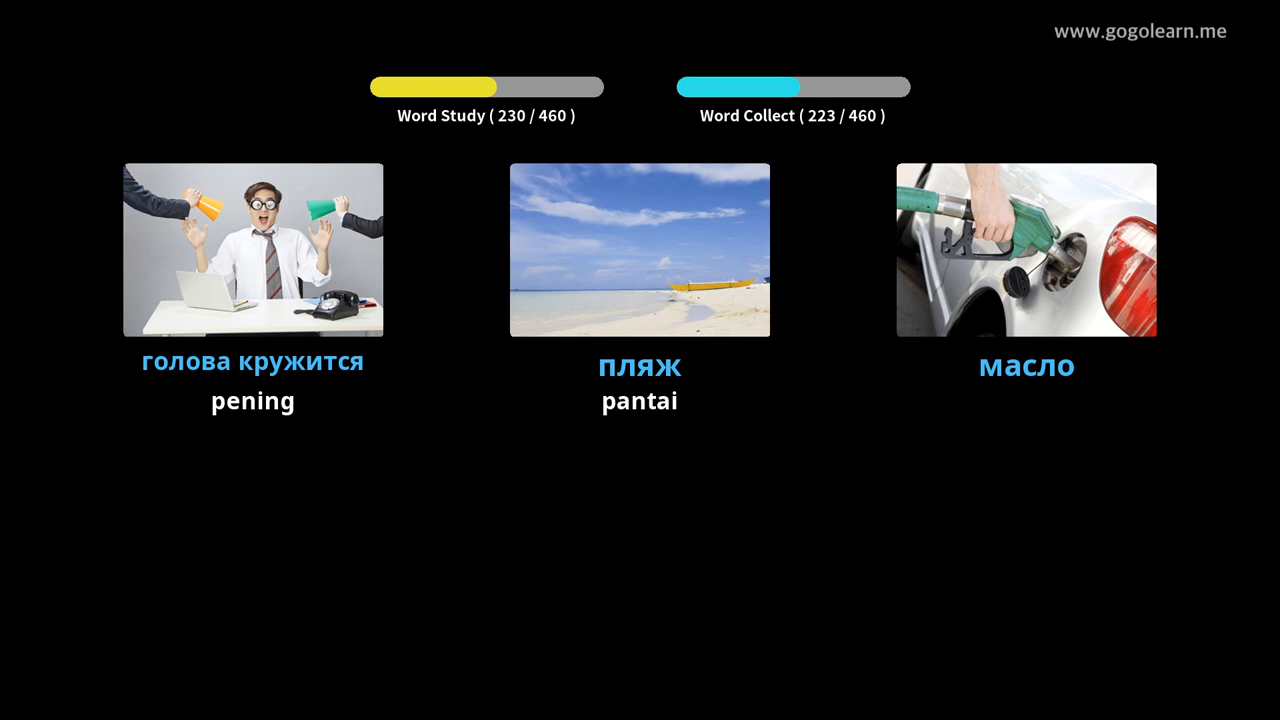 www.gogolearn.me
Word Study ( 230 / 460 )
Word Collect ( 223 / 460 )
голова кружится
pening
пляж
pantai
масло